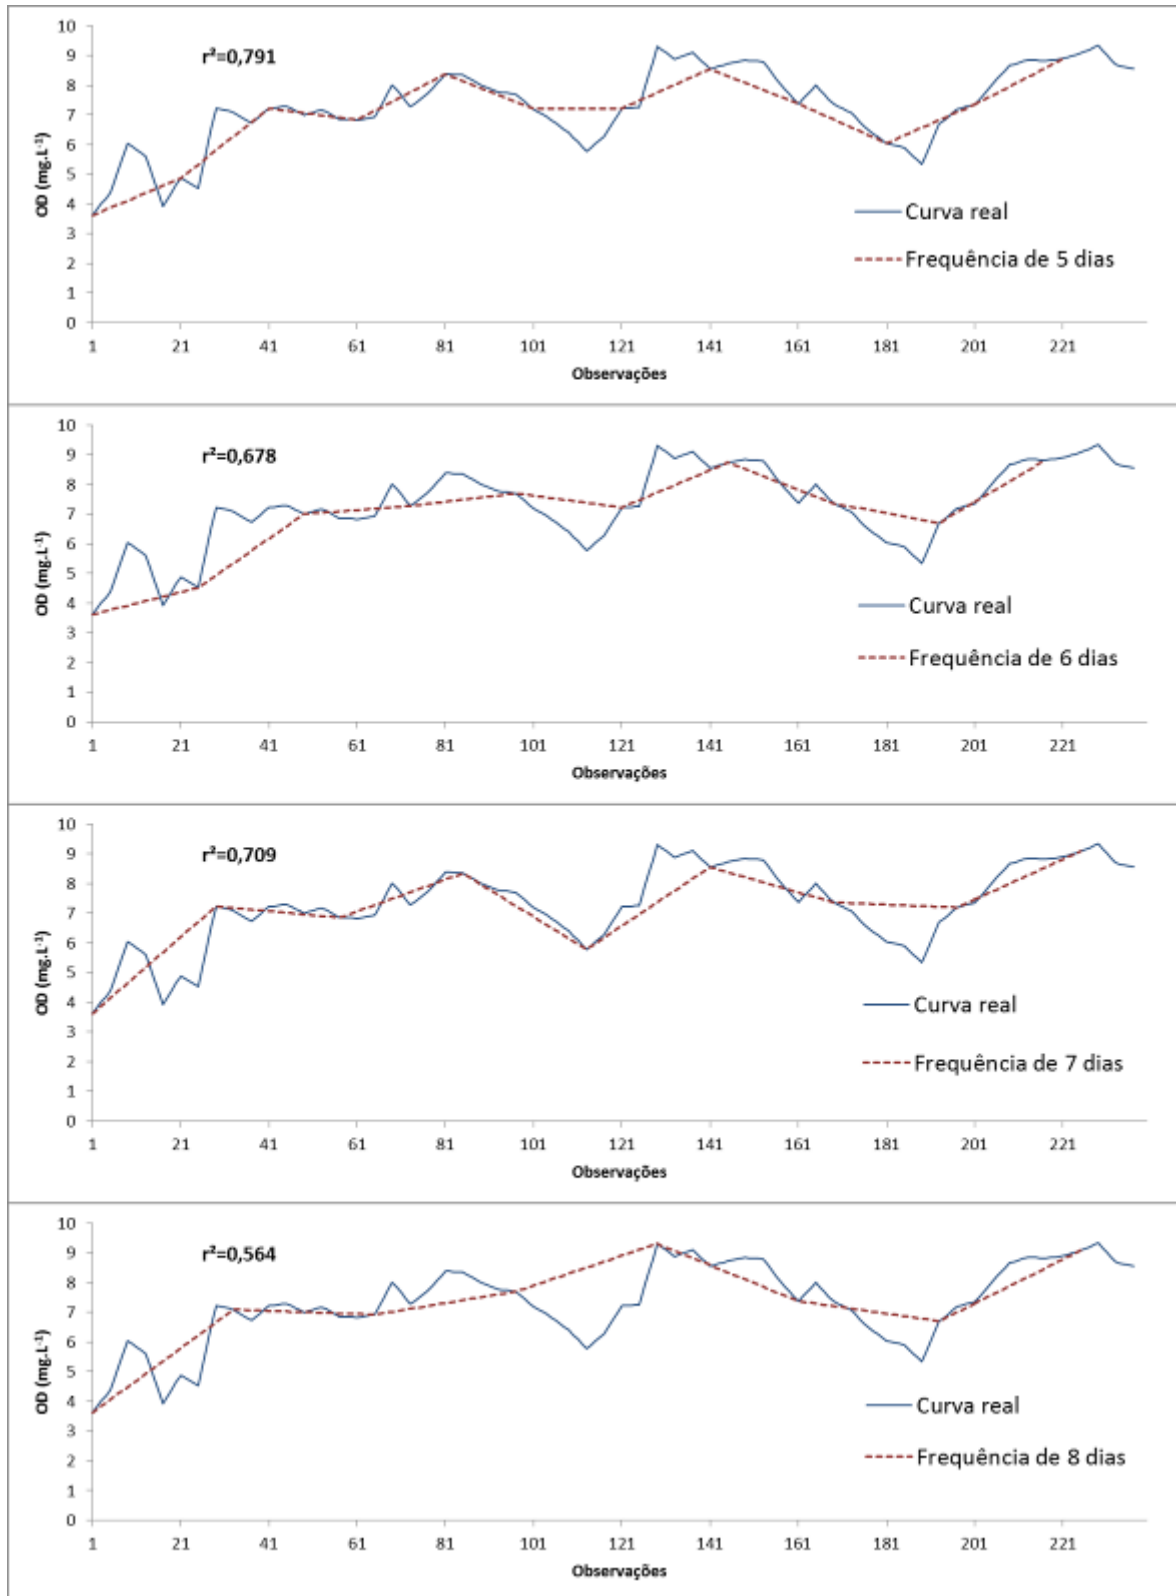 10
9
8
7
6
5
4
3
2
1
0
OD (mg.L-1)
r²=0,791
Curva real
Frequência de 5 dias
1 21 41 61 81 101 121 141 161 181 201 221
Observações
10
9
8
7
6
5
4
3
2
1
0
OD (mg.L-1)
r²=0,678
Curva real
Frequência de 6 dias
1 21 41 61 81 101 121 141 161 181 201 221
Observações
10
9
8
7
6
5
4
3
2
1
0
OD (mg.L-1)
r²=0,709
Curva real
Frequência de 7 dias
1 21 41 61 81 101 121 141 161 181 201 221
Observações
10
9
8
7
6
5
4
3
2
1
0
OD (mg.L-1)
r²=0,564
Curva real
Frequência de 8 dias
1 21 41 61 81 101 121 141 161 181 201 221
Observações